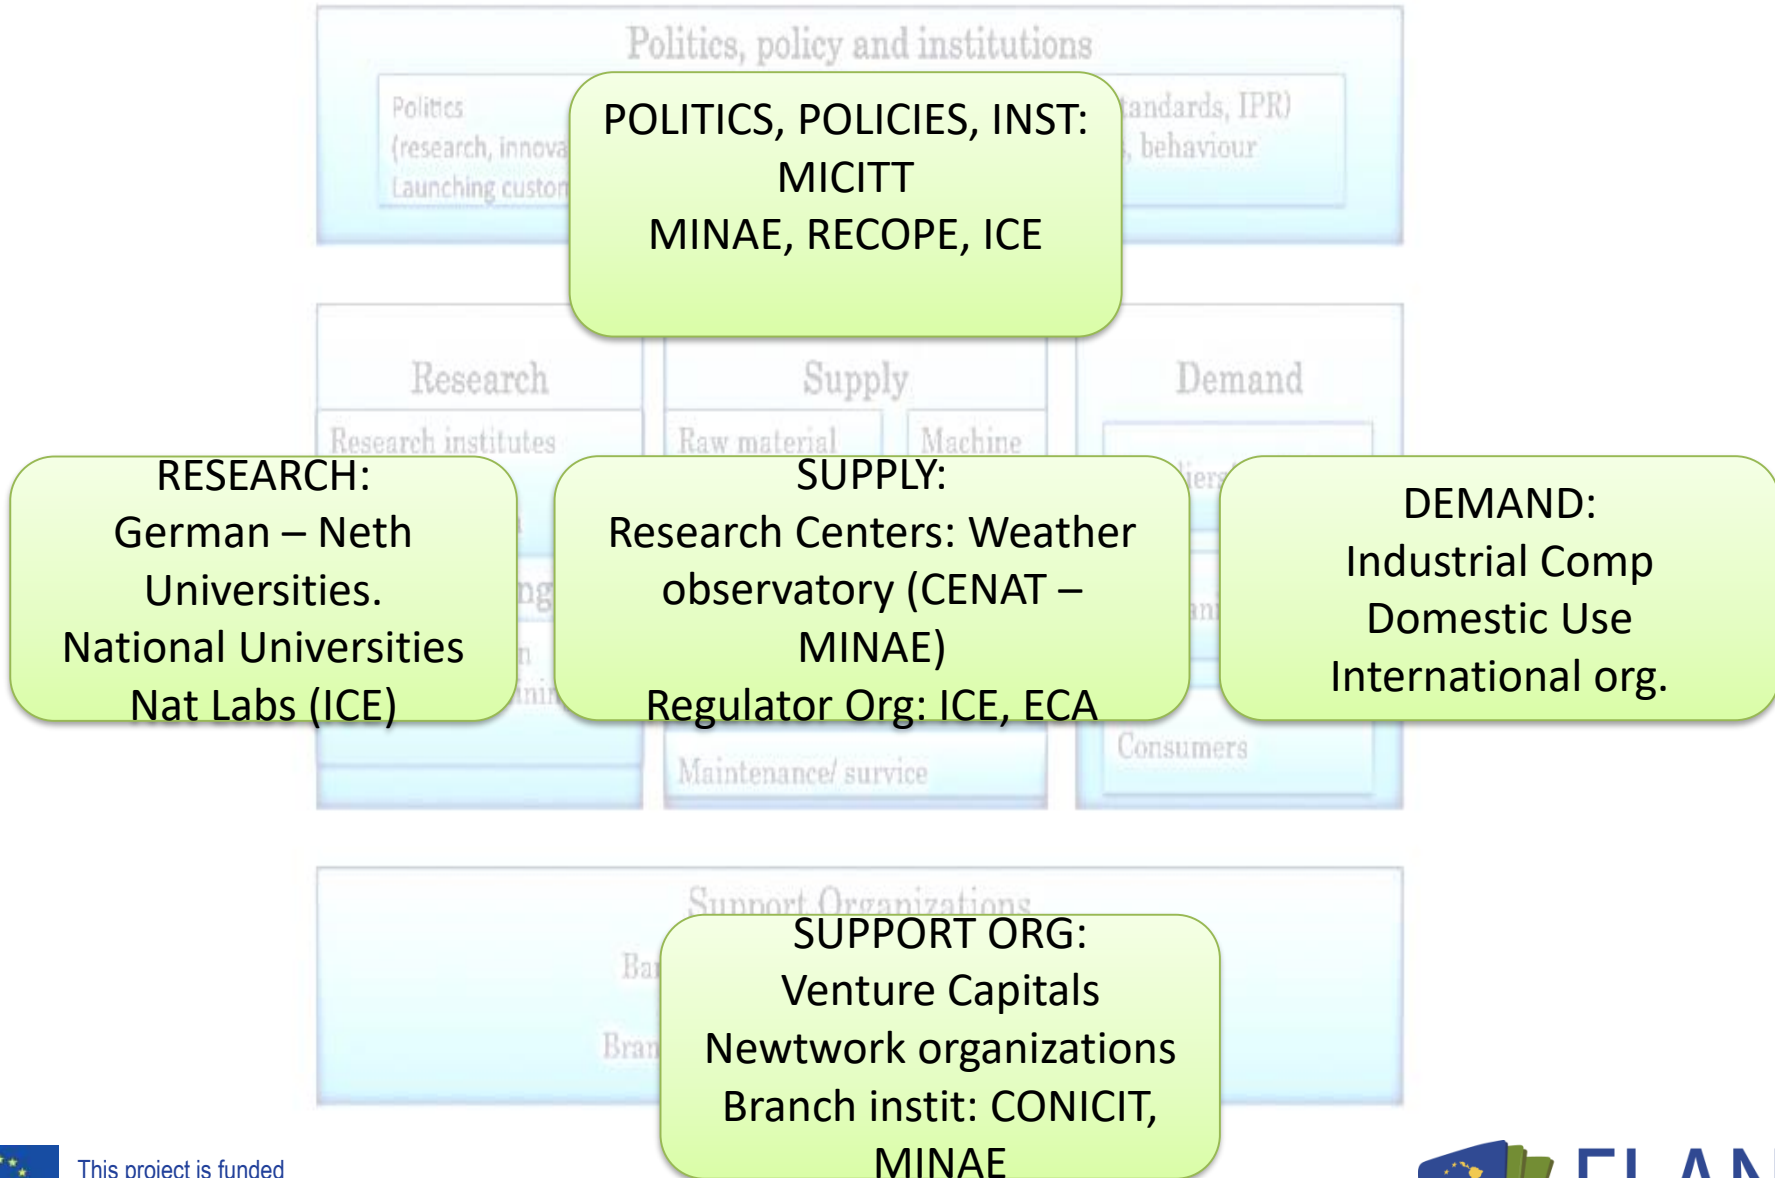 Politics, policy and institutions
Politics
(research, innova
Launching custom
tandards, IPR)
, behaviour
POLITICS, POLICIES, INST:
MICITT
MINAE, RECOPE, ICE
Research
Supply
Demand
Research institutes
Raw material
Machine
RESEARCH:
German – Neth
Universities.
National Universities
Nat Labs (ICE)
SUPPLY:
Research Centers: Weather
observatory (CENAT –
MINAE)
Regulator Org: ICE, ECA
DEMAND:
Industrial Comp
Domestic Use
International org.
Maintenance/ survice
Consumers
Support Organizations
SUPPORT ORG:
Venture Capitals
Newtwork organizations
Branch instit: CONICIT,
MINAE
This project is funded
ELAN